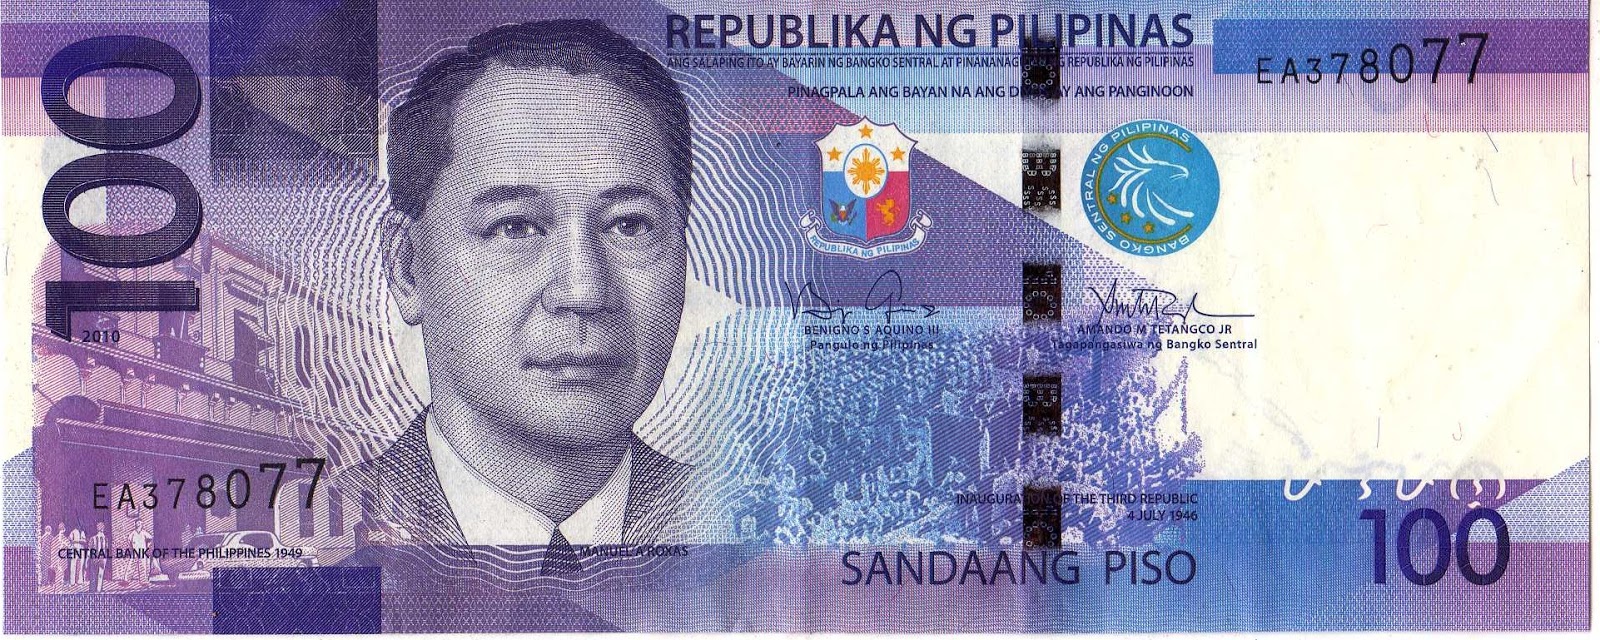 100
2010
REPUBLIKA NG PILIPINAS
ANG SALAPING ITO AY BAYARIN NG BANGKO SENTRAL AT PINANANAG NG REPUBLIKA NG PILIPINAS
PINAGPALA ANG BAYAN NA ANG AY ANG PANGINOON
EA378077
BANGKO SENTRAL NG PILIPINAS
REPUBLIKA NG PILIPINAS
BENIGNO S AQUINO III
Pangulo ng Pilipinas
AMANDO M TETANGCO JR
Tagapangasiwa ng Bangko Sentral
EA378077
CENTRAL BANK OF THE PHILIPPINES 1949
MANUEL A ROXAS
INAUGURATION OF THE THIRD REPUBLIC
4 JULY 1946
SANDAANG PISO
100